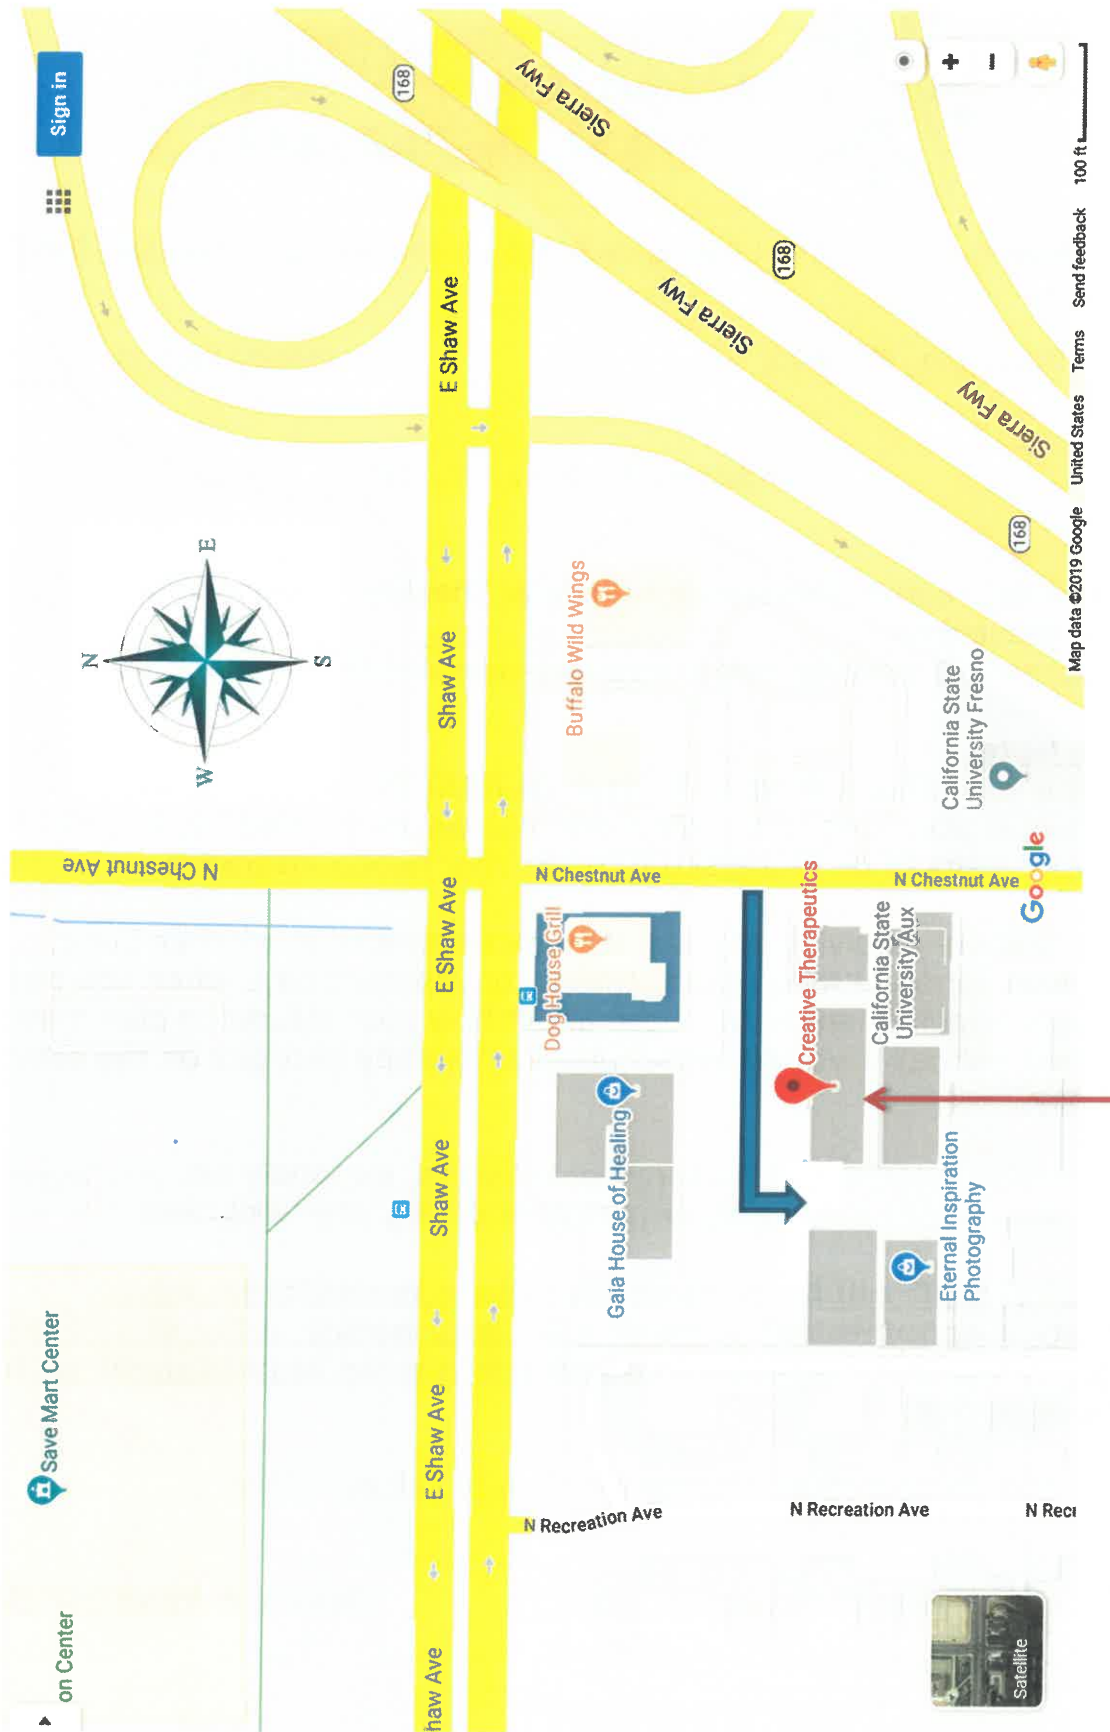 on Center
Save Mart Center
Sign in
N
W
E
S
N Chestnut Ave
168
haw Ave
E Shaw Ave
Shaw Ave
E Shaw Ave
Shaw Ave
E Shaw Ave
Sierra Fwy
N Recreation Ave
Gaia House of Healing
Dog House Grill
N Chestnut Ave
Buffalo Wild Wings
Sierra Fwy
168
N Recreation Ave
Creative Therapeutics
California State
University Aux
N Chestnut Ave
Eternal Inspiration
Photography
California State
University Fresno
Sierra Fwy
168
Satellite
N Recr
Google
Map data ©2019 Google
United States
Terms
Send feedback
100 ft